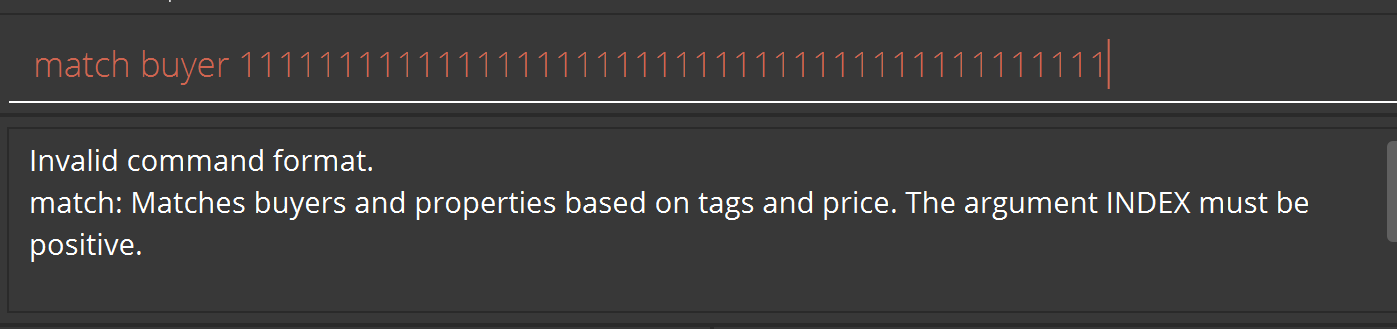 match buyer
Invalid command format.
match: Matches buyers and properties based on tags and price. The argument INDEX must be
positive.